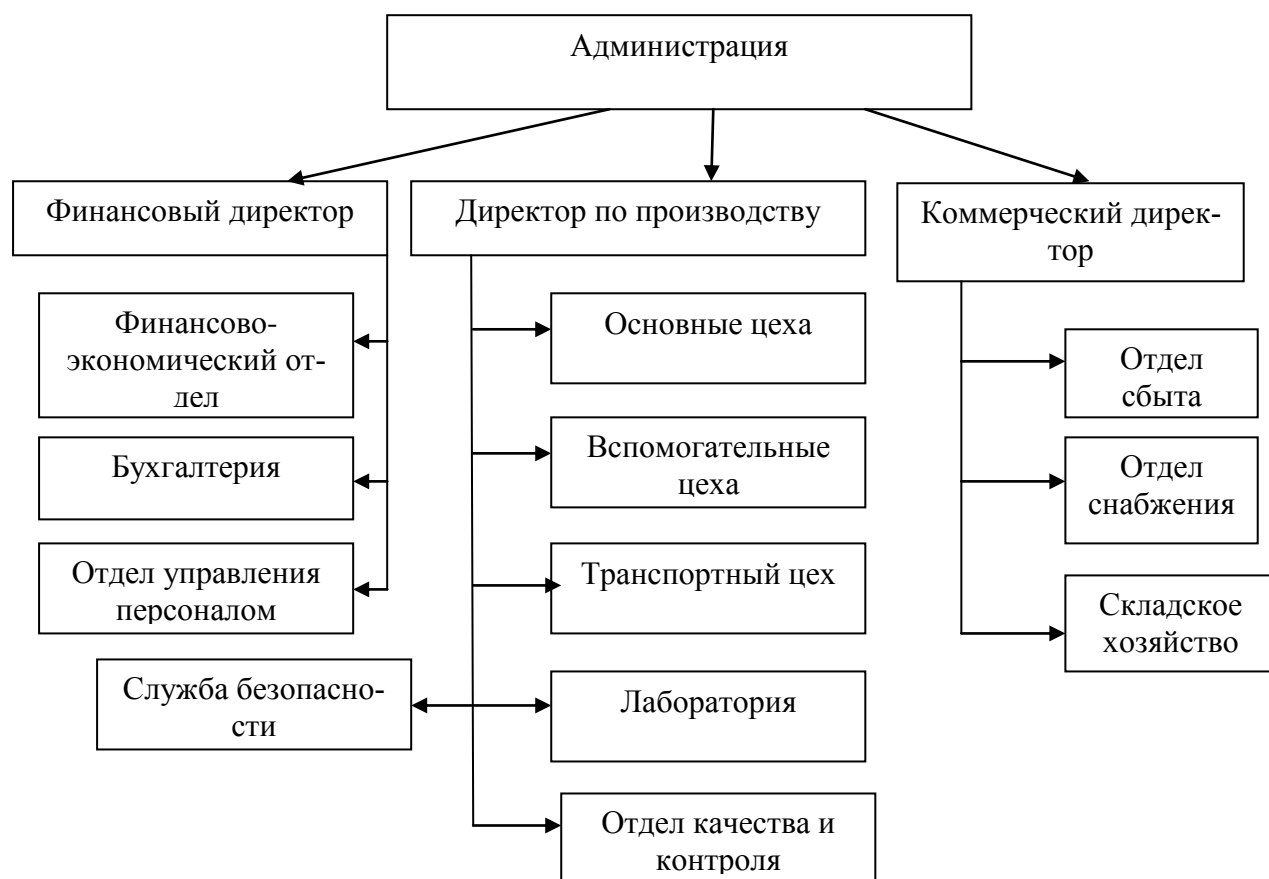 Администрация
Финансовый директор
Директор по производству
Коммерческий дирек-
тор
Финансово-
экономический от-
дел
Бухгалтерия
Отдел управления
персоналом
Служба безопасно-
сти
Основные цеха
Вспомогательные
цеха
Транспортный цех
Лаборатория
Отдел качества и
контроля
Отдел
сбыта
Отдел
снабжения
Складское
хозяйство